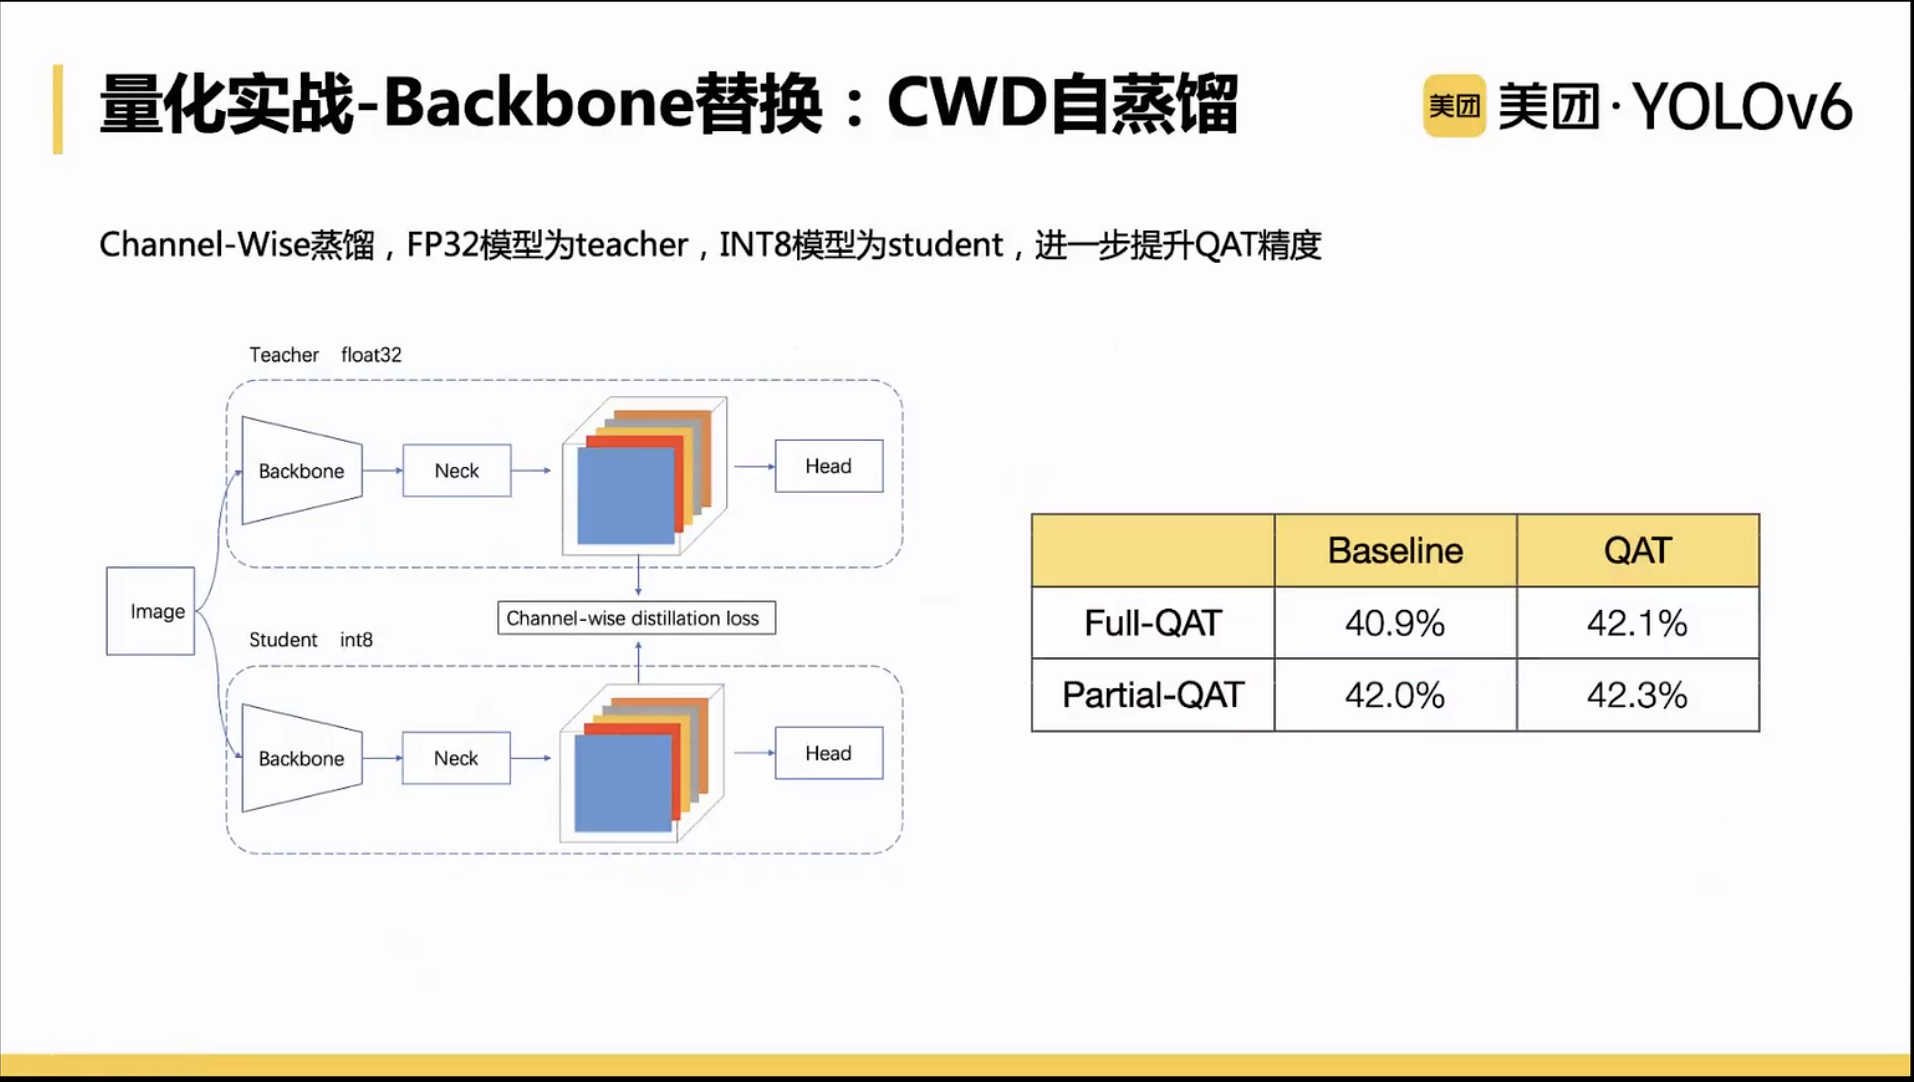 量化实战-Backbone替换：CWD自蒸馏
美团 美团·YOLOv6
Channel-Wise蒸馏，FP32模型为teacher，INT8模型为student，进一步提升QAT精度
Teacher float32
Backbone
Neck
Head
Image
Channel-wise distillation loss
Student int8
Backbone
Neck
Head
Baseline QAT
Full-QAT 40.9% 42.1%
Partial-QAT 42.0% 42.3%